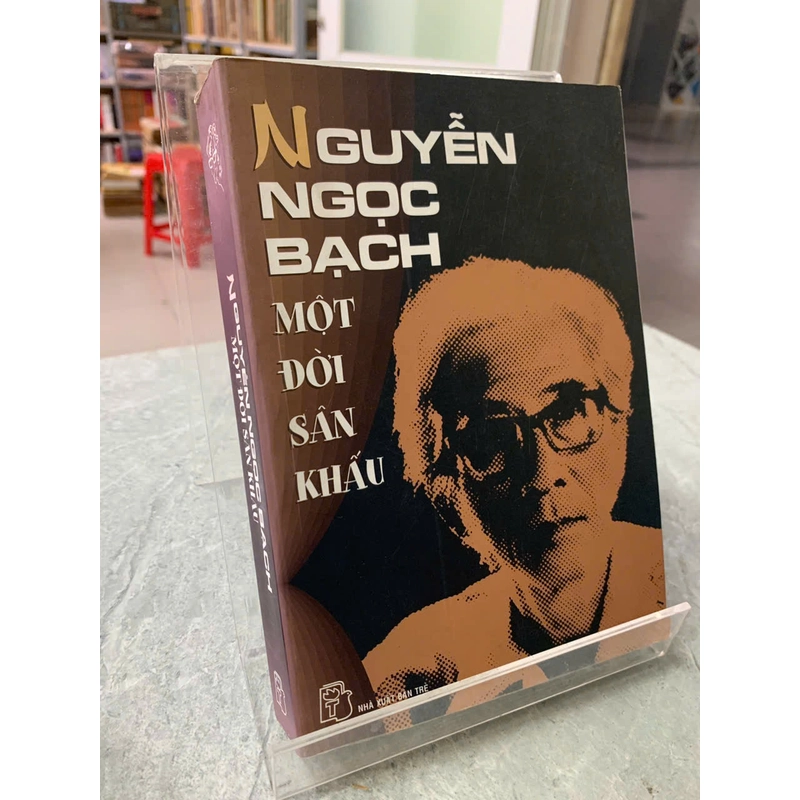 NGUYỄN
NGỌC
BẠCH
MỘT
ĐỜI
SÂN
KHẤU
NHÀ XUẤT BẢN TRẺ
NGUYỄN NGỌC BẠCH
MỘT ĐỜI SÂN KHẤU